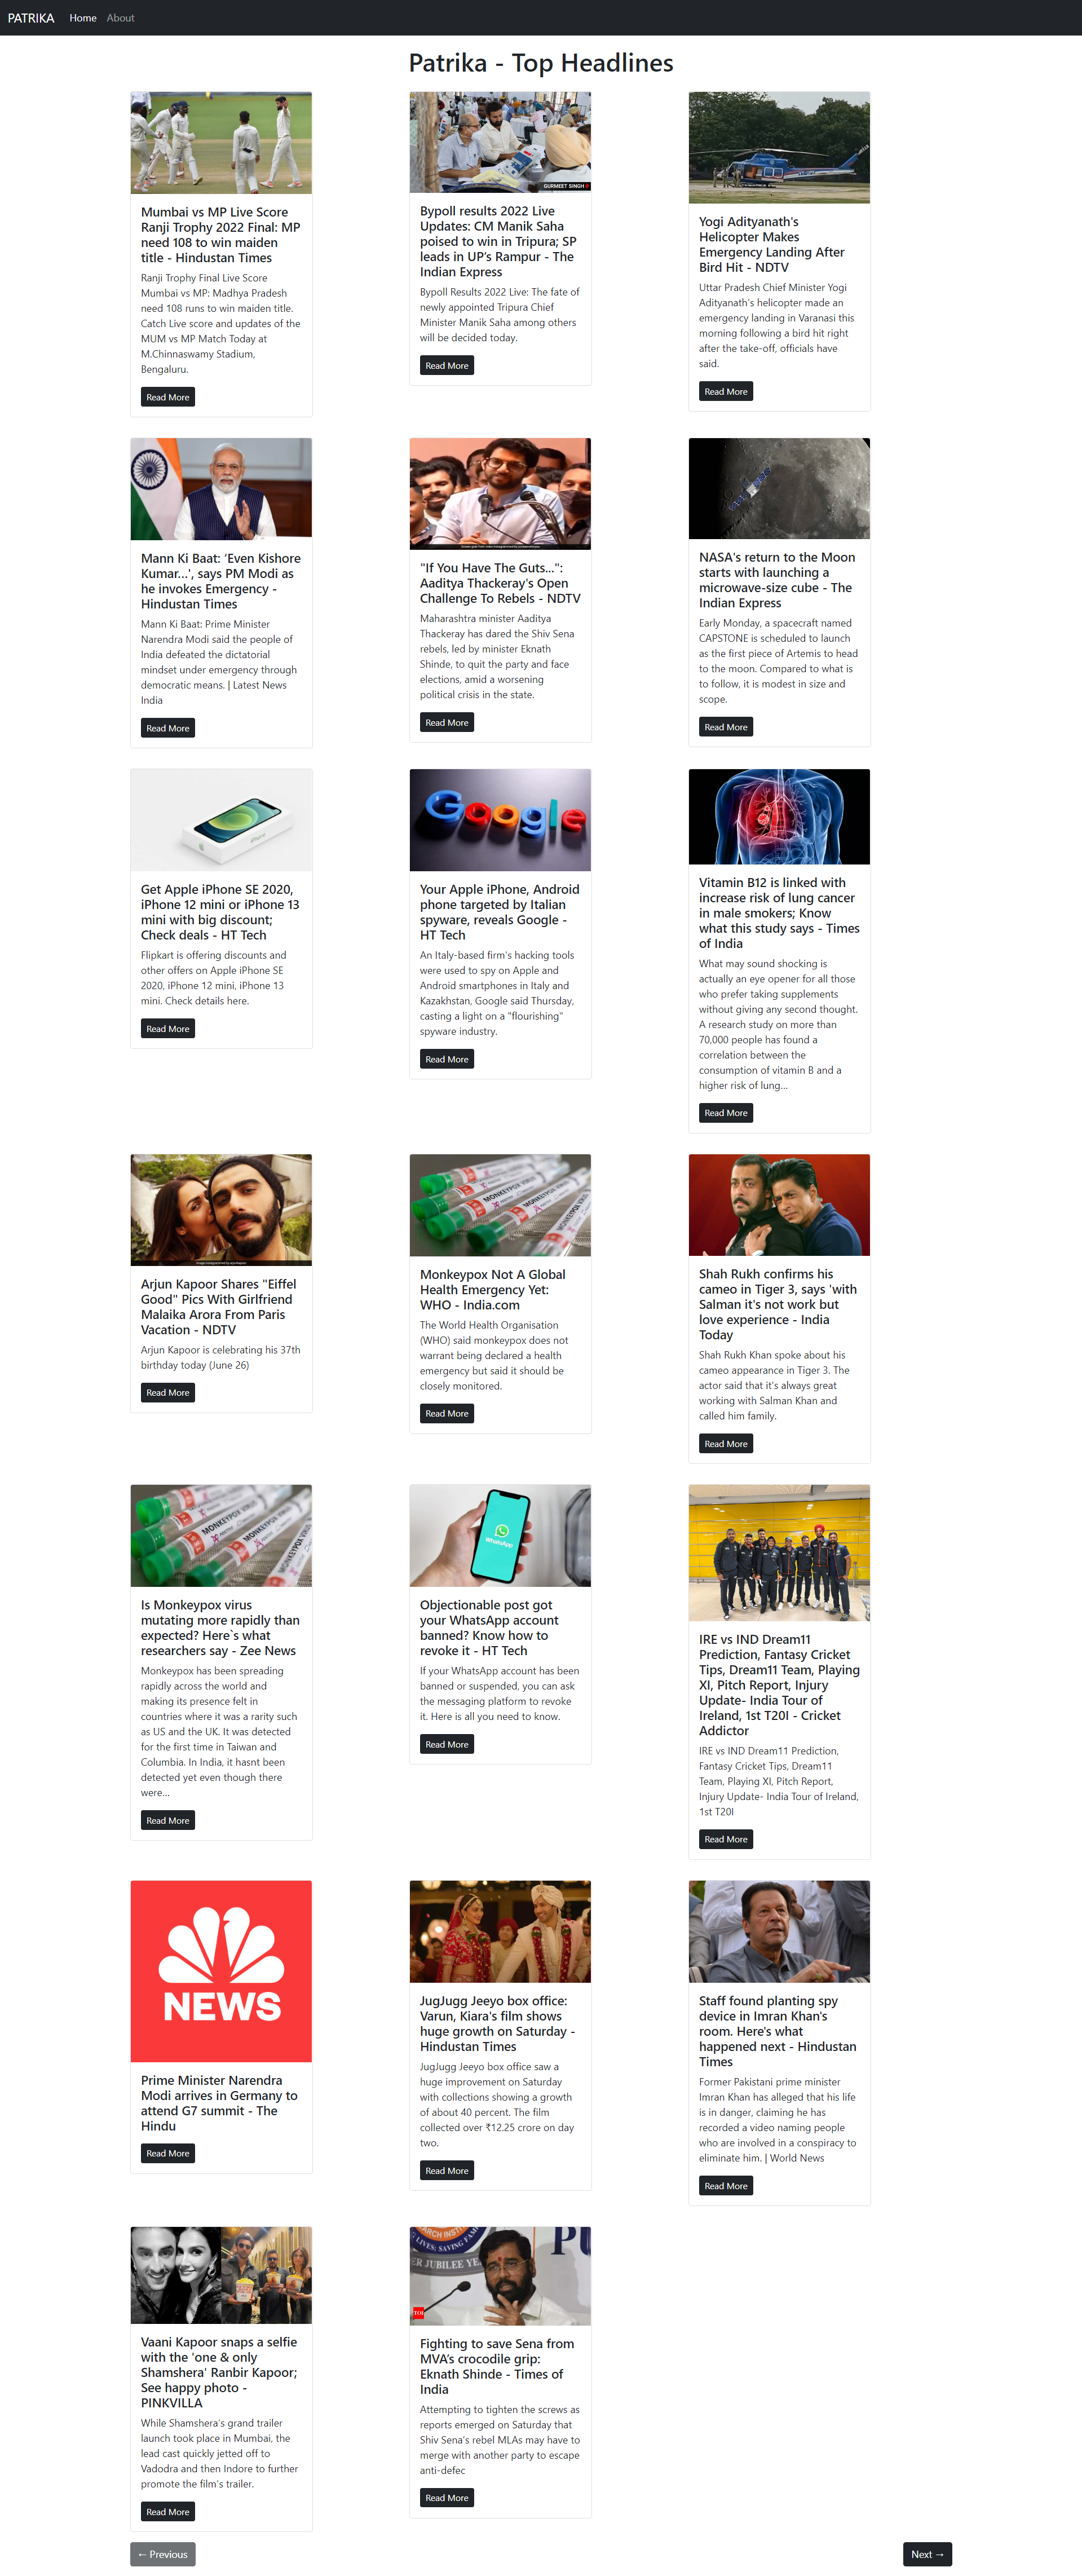 PATRIKA Home About
Patrika - Top Headlines
Mumbai vs MP Live Score
Ranji Trophy 2022 Final: MP
need 108 to win maiden
title - Hindustan Times
Ranji Trophy Final Live Score
Mumbai vs MP: Madhya Pradesh
need 108 runs to win maiden title.
Catch Live score and updates of the
MUM vs MP Match Today at
M.Chinnaswamy Stadium,
Bengaluru.
Read More
GURMEET SINGH
Bypoll results 2022 Live
Updates: CM Manik Saha
poised to win in Tripura; SP
leads in UP's Rampur - The
Indian Express
Bypoll Results 2022 Live: The fate of
newly appointed Tripura Chief
Minister Manik Saha among others
will be decided today.
Read More
Yogi Adityanath's
Helicopter Makes
Emergency Landing After
Bird Hit - NDTV
Uttar Pradesh Chief Minister Yogi
Adityanath's helicopter made an
emergency landing in Varanasi this
morning following a bird hit right
after the take-off, officials have
said.
Read More
Mann Ki Baat: ‘Even Kishore
Kumar...', says PM Modi as
he invokes Emergency -
Hindustan Times
Mann Ki Baat: Prime Minister
Narendra Modi said the people of
India defeated the dictatorial
mindset under emergency through
democratic means. | Latest News
India
Read More
"If You Have The Guts...":
Aaditya Thackeray's Open
Challenge To Rebels - NDTV
Maharashtra minister Aaditya
Thackeray has dared the Shiv Sena
rebels, led by minister Eknath
Shinde, to quit the party and face
elections, amid a worsening
political crisis in the state.
Read More
NASA's return to the Moon
starts with launching a
microwave-size cube - The
Indian Express
Early Monday, a spacecraft named
CAPSTONE is scheduled to launch
as the first piece of Artemis to head
to the moon. Compared to what is
to follow, it is modest in size and
scope.
Read More
Get Apple iPhone SE 2020,
iPhone 12 mini or iPhone 13
mini with big discount;
Check deals - HT Tech
Flipkart is offering discounts and
other offers on Apple iPhone SE
2020, iPhone 12 mini, iPhone 13
mini. Check details here.
Read More
Google
Your Apple iPhone, Android
phone targeted by Italian
spyware, reveals Google -
HT Tech
An Italy-based firm's hacking tools
were used to spy on Apple and
Android smartphones in Italy and
Kazakhstan, Google said Thursday,
casting a light on a "flourishing"
spyware industry.
Read More
Vitamin B12 is linked with
increase risk of lung cancer
in male smokers; Know
what this study says - Times
of India
What may sound shocking is
actually an eye opener for all those
who prefer taking supplements
without giving any second thought.
A research study on more than
70,000 people has found a
correlation between the
consumption of vitamin B and a
higher risk of lung...
Read More
Arjun Kapoor Shares "Eiffel
Good" Pics With Girlfriend
Malaika Arora From Paris
Vacation - NDTV
Arjun Kapoor is celebrating his 37th
birthday today (June 26)
Read More
MONKEYPOX VIRUS
Monkeypox Not A Global
Health Emergency Yet:
WHO - India.com
The World Health Organisation
(WHO) said monkeypox does not
warrant being declared a health
emergency but said it should be
closely monitored.
Read More
Shah Rukh confirms his
cameo in Tiger 3, says 'with
Salman it's not work but
love experience - India
Today
Shah Rukh Khan spoke about his
cameo appearance in Tiger 3. The
actor said that it's always great
working with Salman Khan and
called him family.
Read More
MONKEYPOX VIRUS
Is Monkeypox virus
mutating more rapidly than
expected? Here`s what
researchers say - Zee News
Monkeypox has been spreading
rapidly across the world and
making its presence felt in
countries where it was a rarity such
as US and the UK. It was detected
for the first time in Taiwan and
Columbia. In India, it hasnt been
detected yet even though there
were...
Read More
WhatsApp
Objectionable post got
your WhatsApp account
banned? Know how to
revoke it - HT Tech
If your WhatsApp account has been
banned or suspended, you can ask
the messaging platform to revoke
it. Here is all you need to know.
Read More
IRE vs IND Dream11
Prediction, Fantasy Cricket
Tips, Dream11 Team, Playing
XI, Pitch Report, Injury
Update- India Tour of
Ireland, 1st T20I - Cricket
Addictor
IRE vs IND Dream11 Prediction,
Fantasy Cricket Tips, Dream11
Team, Playing XI, Pitch Report,
Injury Update- India Tour of Ireland,
1st T20I
Read More
NEWS
Prime Minister Narendra
Modi arrives in Germany to
attend G7 summit - The
Hindu
Read More
JugJugg Jeeyo box office:
Varun, Kiara's film shows
huge growth on Saturday -
Hindustan Times
JugJugg Jeeyo box office saw a
huge improvement on Saturday
with collections showing a growth
of about 40 percent. The film
collected over ₹12.25 crore on day
two.
Read More
Staff found planting spy
device in Imran Khan's
room. Here's what
happened next - Hindustan
Times
Former Pakistani prime minister
Imran Khan has alleged that his life
is in danger, claiming he has
recorded a video naming people
who are involved in a conspiracy to
eliminate him. | World News
Read More
Vaani Kapoor snaps a selfie
with the 'one & only
Shamshera' Ranbir Kapoor;
See happy photo -
PINKVILLA
While Shamshera's grand trailer
launch took place in Mumbai, the
lead cast quickly jetted off to
Vadodra and then Indore to further
promote the film's trailer.
Read More
TOI
Fighting to save Sena from
MVA's crocodile grip:
Eknath Shinde - Times of
India
Attempting to tighten the screws as
reports emerged on Saturday that
Shiv Sena's rebel MLAs may have to
merge with another party to escape
anti-defec
Read More
← Previous
Next →